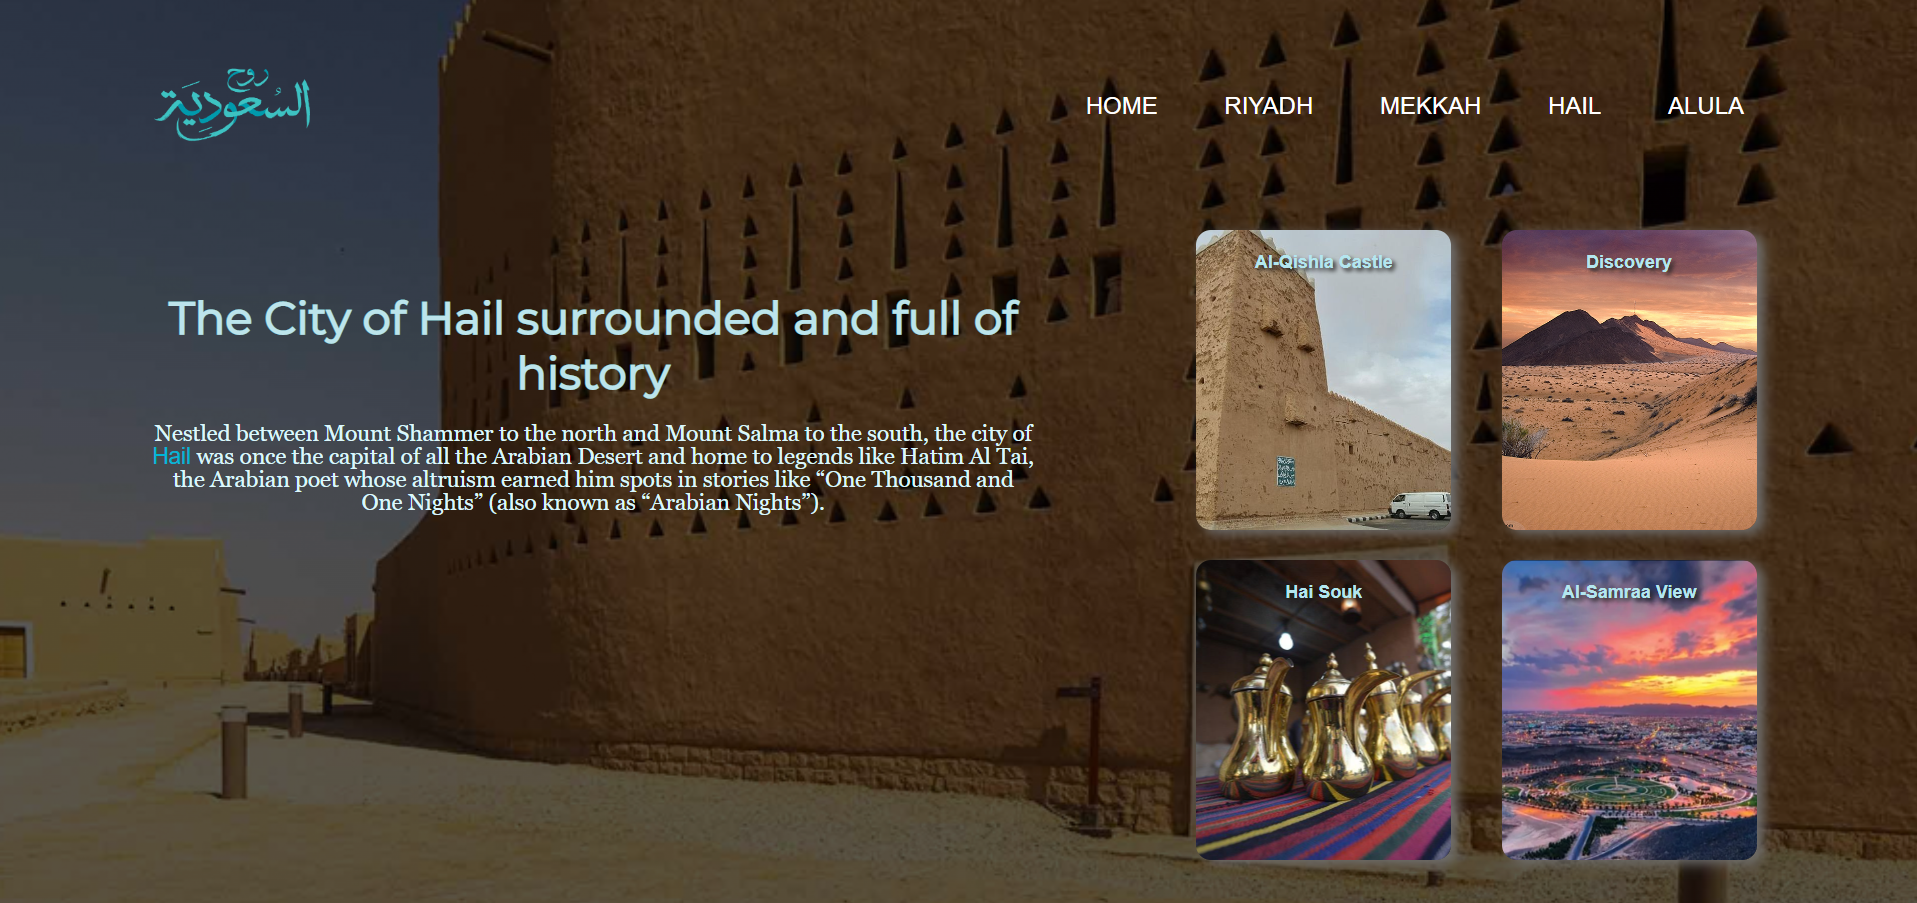 روح
السعودية
HOME RIYADH MEKKAH HAIL ALULA
The City of Hail surrounded and full of
history
Nestled between Mount Shammer to the north and Mount Salma to the south, the city of
Hail was once the capital of all the Arabian Desert and home to legends like Hatim Al Tai,
the Arabian poet whose altruism earned him spots in stories like “One Thousand and
One Nights” (also known as “Arabian Nights”).
Al-Qishla Castle
Discovery
Hai Souk
Al-Samraa View